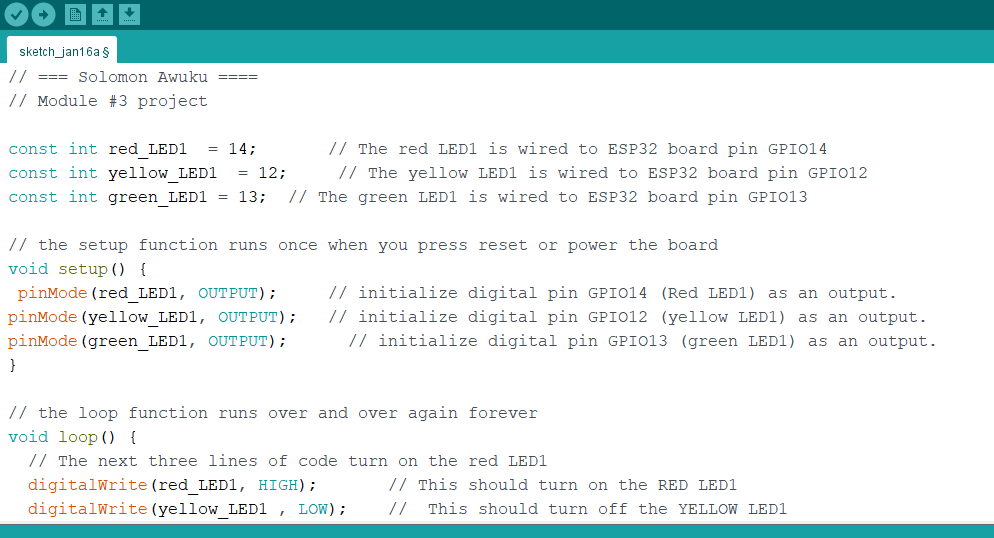 sketch_jan16a §
// === Solomon Awuku ====
// Module #3 project
const int red_LED1  = 14;       // The red LED1 is wired to ESP32 board pin GPIO14
const int yellow_LED1  = 12;     // The yellow LED1 is wired to ESP32 board pin GPIO12
const int green_LED1 = 13;  // The green LED1 is wired to ESP32 board pin GPIO13
// the setup function runs once when you press reset or power the board
void setup() {
 pinMode(red_LED1, OUTPUT);     // initialize digital pin GPIO14 (Red LED1) as an output.
pinMode(yellow_LED1, OUTPUT);   // initialize digital pin GPIO12 (yellow LED1) as an output.
pinMode(green_LED1, OUTPUT);      // initialize digital pin GPIO13 (green LED1) as an output.
}
// the loop function runs over and over again forever
void loop() {
  // The next three lines of code turn on the red LED1
  digitalWrite(red_LED1, HIGH);       // This should turn on the RED LED1
  digitalWrite(yellow_LED1 , LOW);    //  This should turn off the YELLOW LED1